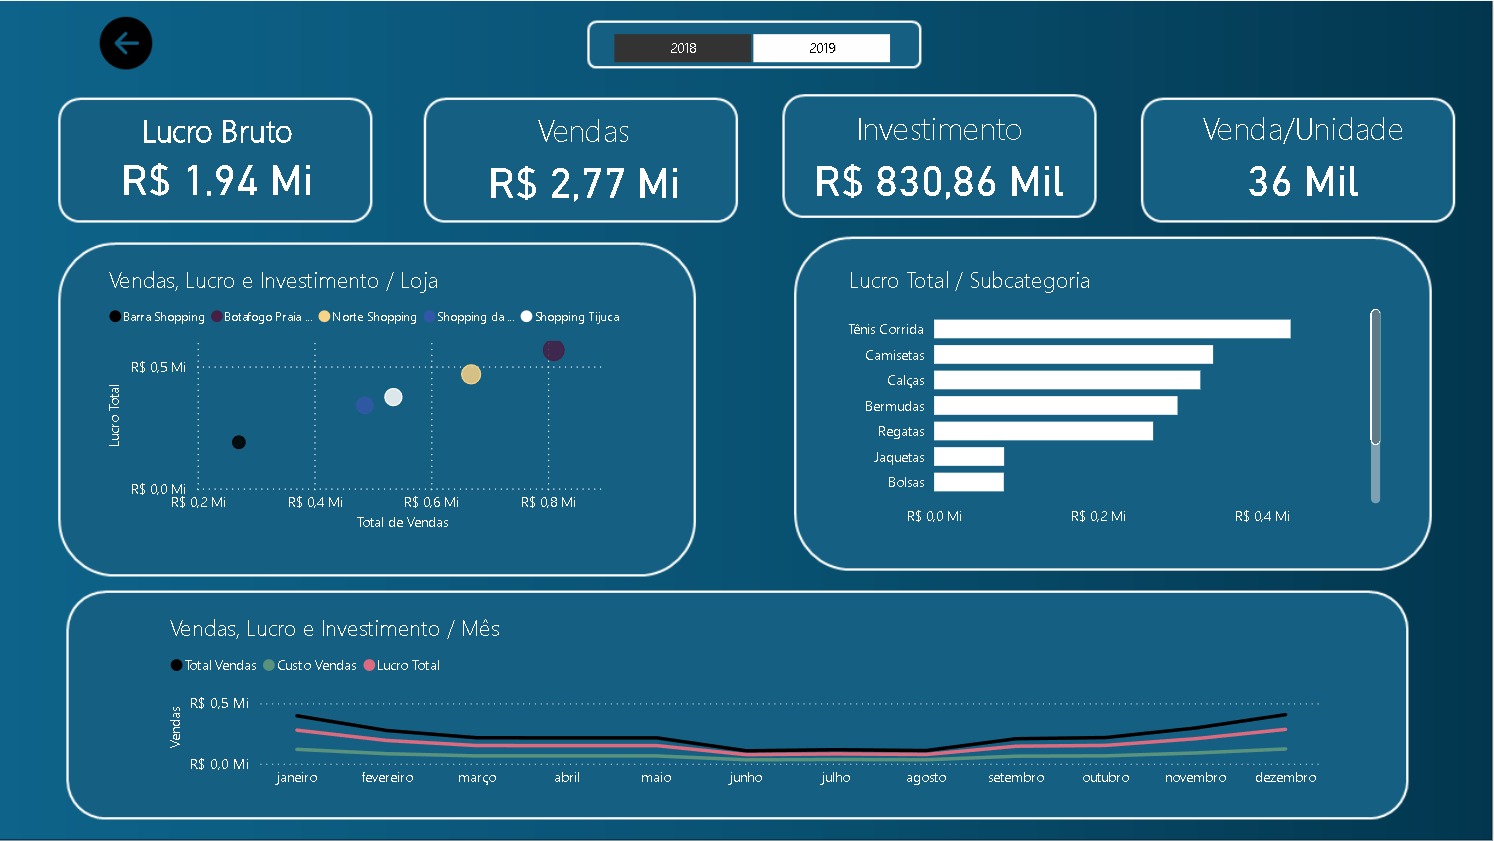 2018 2019
Lucro Bruto
R$ 1.94 Mi
Vendas
R$ 2,77 Mi
Investimento
R$ 830,86 Mil
Venda/Unidade
36 Mil
Vendas, Lucro e Investimento / Loja
Barra Shopping Botafogo Praia ... Norte Shopping Shopping da ... Shopping Tijuca
Lucro Total
R$ 0,5 Mi
R$ 0,0 Mi
R$ 0,2 Mi R$ 0,4 Mi R$ 0,6 Mi R$ 0,8 Mi
Total de Vendas
Lucro Total / Subcategoria
Tênis Corrida
Camisetas
Calças
Bermudas
Regatas
Jaquetas
Bolsas
R$ 0,0 Mi R$ 0,2 Mi R$ 0,4 Mi
Vendas, Lucro e Investimento / Mês
Total Vendas Custo Vendas Lucro Total
Vendas
R$ 0,5 Mi
R$ 0,0 Mi
janeiro fevereiro março abril maio junho julho agosto setembro outubro novembro dezembro